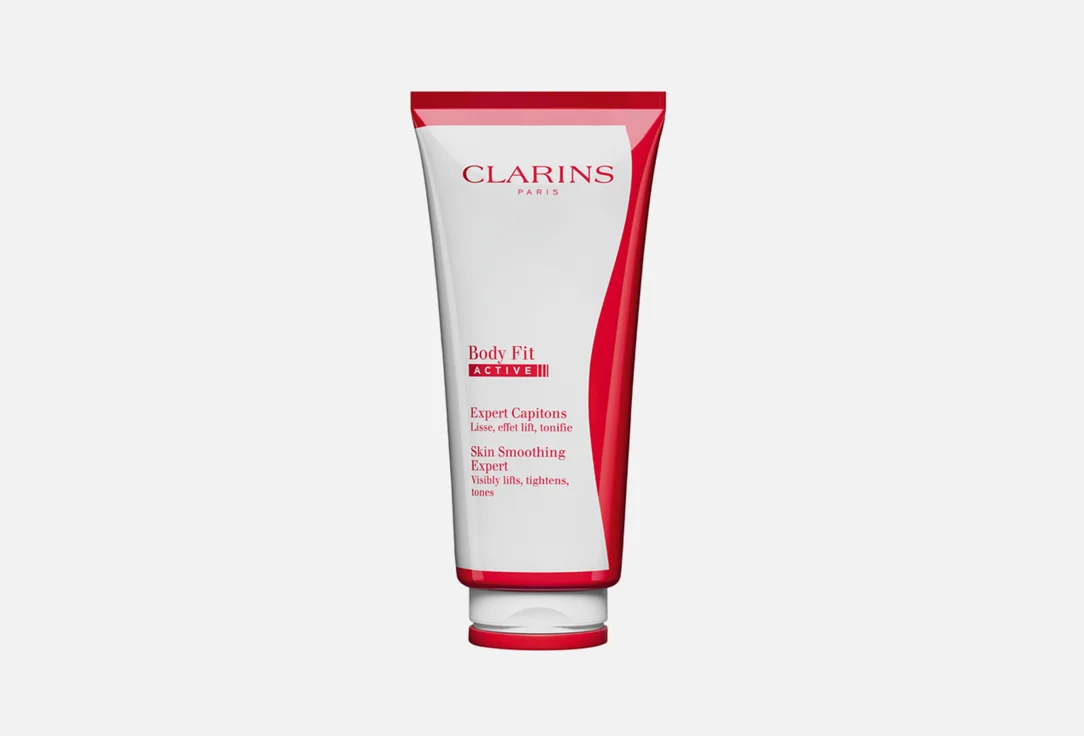 CLARINS
PARIS
Body Fit
ACTIVE
Expert Capitons
Lisse, effet lift, tonifie
Skin Smoothing
Expert
Visibly lifts, tightens,
tones